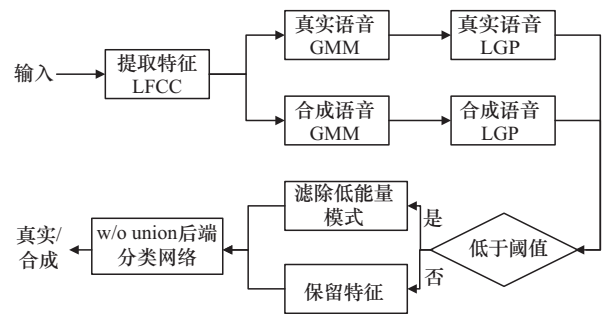 输入
提取特征
LFCC
真实语音
GMM
真实语音
LGP
合成语音
GMM
合成语音
LGP
滤除低能量
模式
是
低于阈值
否
保留特征
w/o union后端
分类网络
真实/
合成